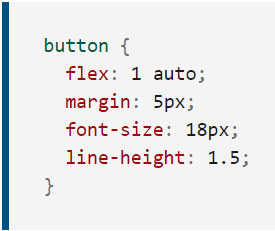 button {
  flex: 1 auto;
  margin: 5px;
  font-size: 18px;
  line-height: 1.5;
}